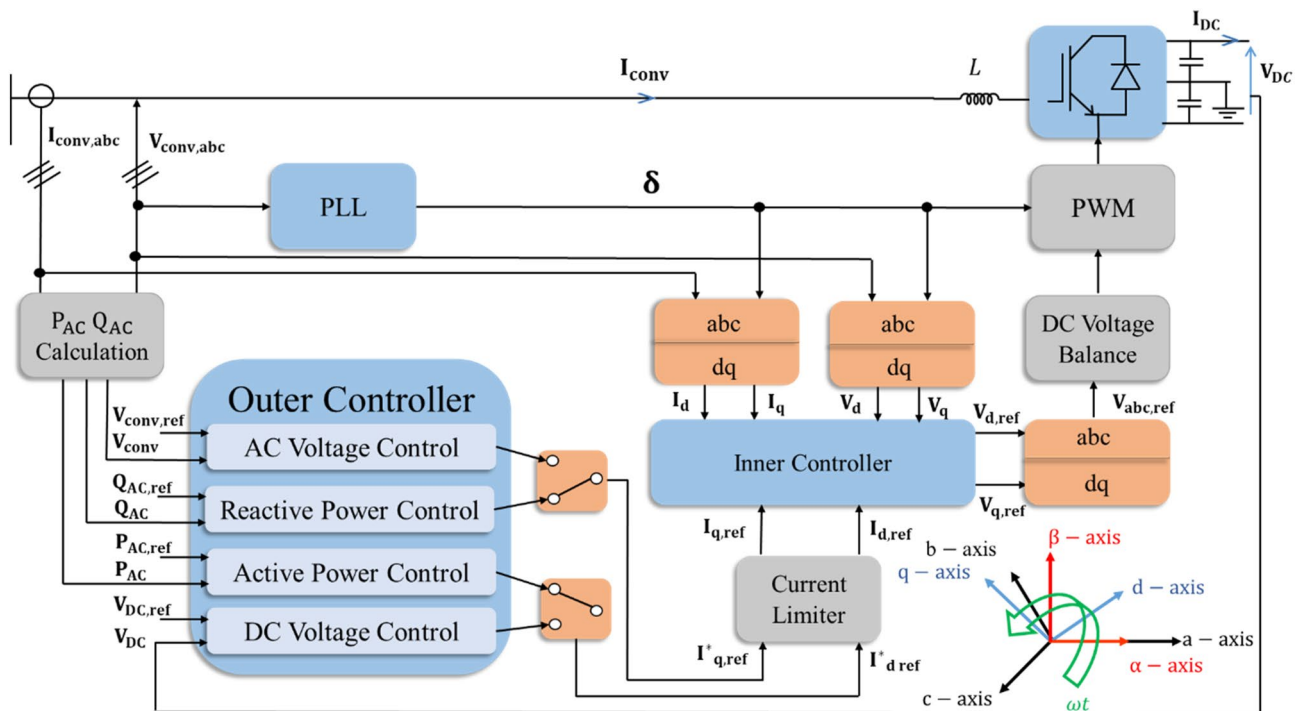 I_DC
I_conv
L
V_DC
I_conv,abc
V_conv,abc
PLL
δ
PWM
P_AC Q_AC
Calculation
abc
dq
abc
dq
DC Voltage
Balance
I_d
I_q
V_d
V_q
V_d,ref
V_abc,ref
Outer Controller
V_conv,ref
V_conv
AC Voltage Control
Q_AC,ref
Q_AC
Reactive Power Control
P_AC,ref
P_AC
Active Power Control
V_DC,ref
V_DC
DC Voltage Control
Inner Controller
abc
dq
V_q,ref
I_q,ref
I_d,ref
Current
Limiter
I*_q,ref
I*_d ref
β − axis
b − axis
q − axis
d − axis
a − axis
α − axis
c − axis
ωt